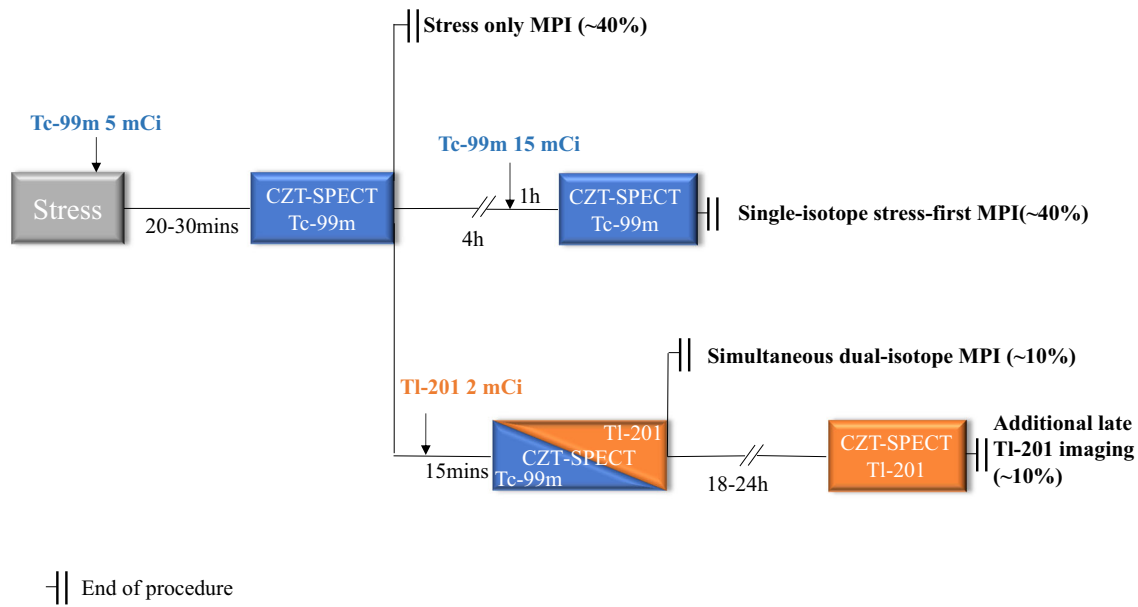 Stress only MPI (~40%)
Tc-99m 5 mCi
Stress
20-30mins
CZT-SPECT
Tc-99m
Tc-99m 15 mCi
1h
4h
CZT-SPECT
Tc-99m
Single-isotope stress-first MPI(~40%)
Simultaneous dual-isotope MPI (~10%)
Tl-201 2 mCi
15mins
Tl-201
CZT-SPECT
Tc-99m
18-24h
CZT-SPECT
Tl-201
Additional late
Tl-201 imaging
(~10%)
End of procedure